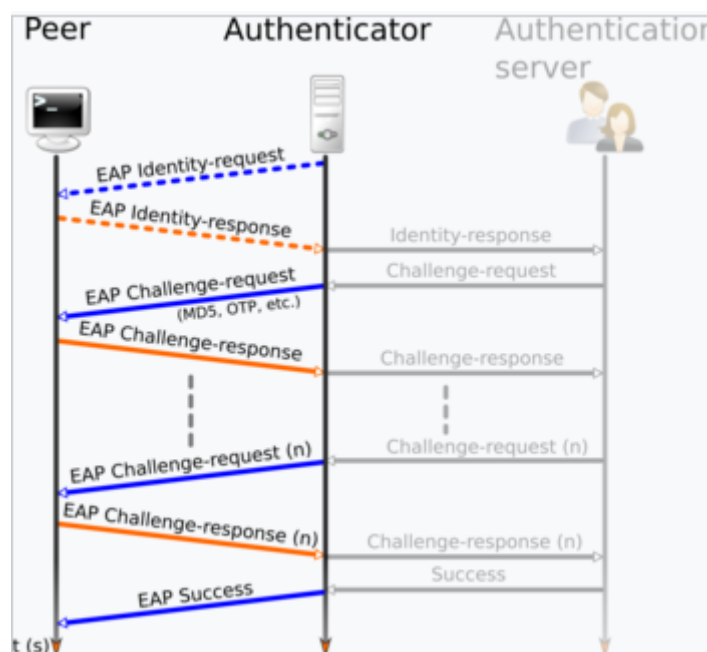 Peer
Authenticator
Authentication
server
>_
EAP Identity-request
EAP Identity-response
Identity-response
Challenge-request
EAP Challenge-request
(MD5, OTP, etc.)
EAP Challenge-response
Challenge-response
Challenge-request (n)
EAP Challenge-request (n)
EAP Challenge-response (n)
Challenge-response (n)
Success
EAP Success
t (s)